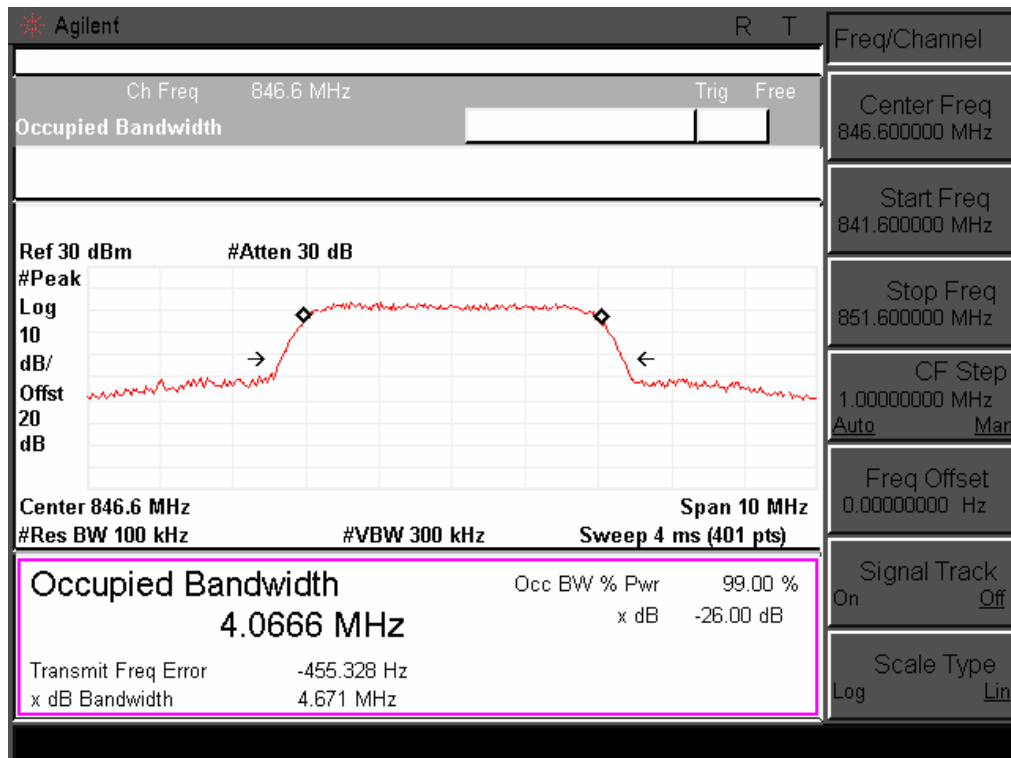 Agilent R T
Ch Freq 846.6 MHz Trig Free
Occupied Bandwidth
Ref 30 dBm #Atten 30 dB
#Peak
Log
10
dB/
Offst
20
dB
Center 846.6 MHz Span 10 MHz
#Res BW 100 kHz #VBW 300 kHz Sweep 4 ms (401 pts)
Occupied Bandwidth Occ BW % Pwr 99.00 %
4.0666 MHz x dB -26.00 dB
Transmit Freq Error -455.328 Hz
x dB Bandwidth 4.671 MHz
Freq/Channel
Center Freq
846.600000 MHz
Start Freq
841.600000 MHz
Stop Freq
851.600000 MHz
CF Step
1.00000000 MHz
Auto Man
Freq Offset
0.00000000 Hz
Signal Track
On Off
Scale Type
Log Lin